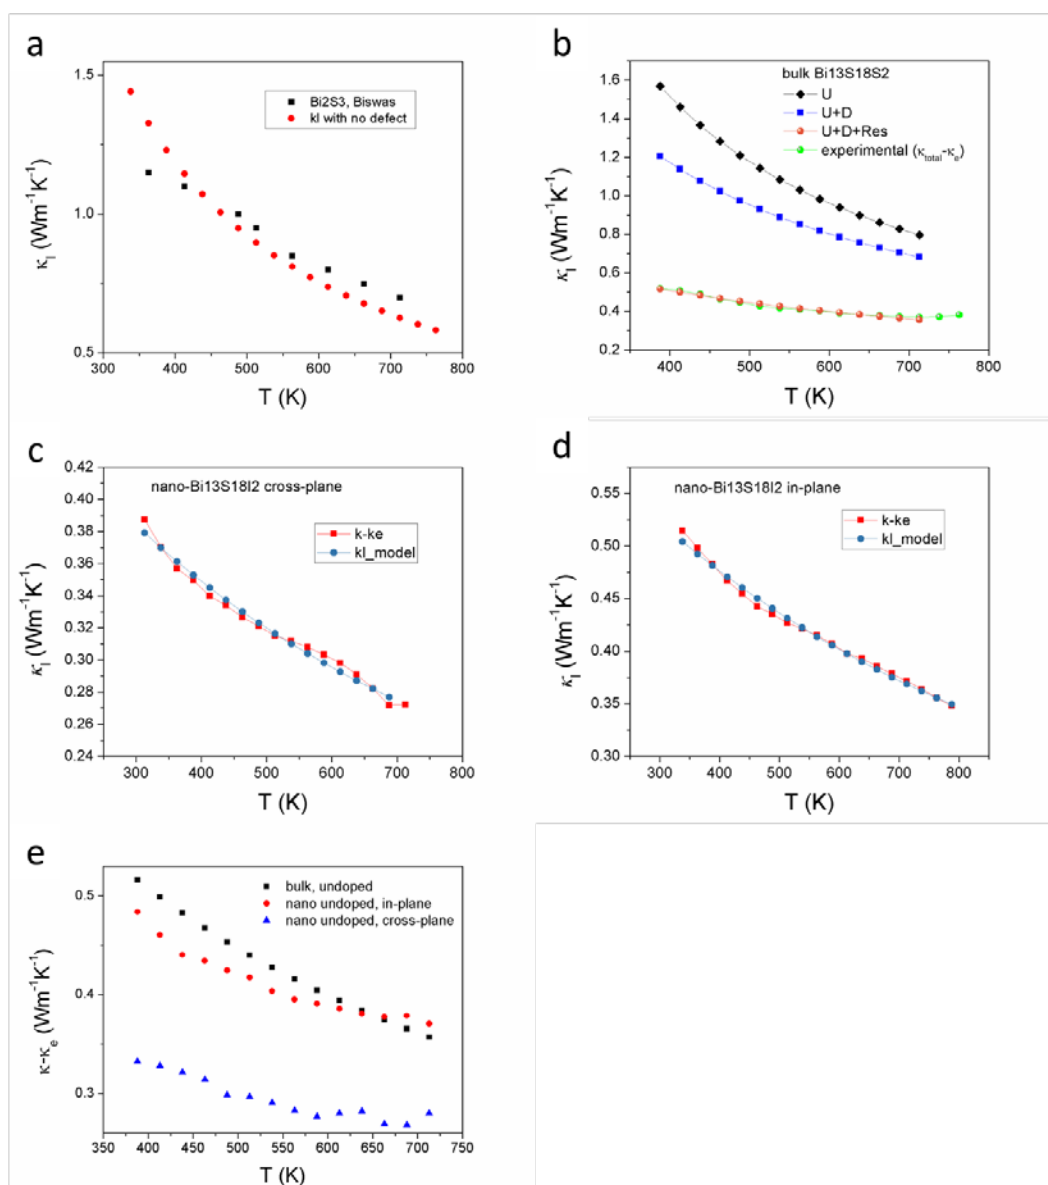 a
1.5
1.0
0.5
300 400 500 600 700 800
κl (Wm⁻¹K⁻¹)
T (K)
Bi2S3, Biswas
kl with no defect
b
1.6
1.4
1.2
1.0
0.8
0.6
0.4
0.2
400 500 600 700 800
κl (Wm⁻¹K⁻¹)
T (K)
bulk Bi13S18S2
U
U+D
U+D+Res
experimental (κtotal-κe)
c
0.42
0.40
0.38
0.36
0.34
0.32
0.30
0.28
0.26
0.24
300 400 500 600 700 800
κl (Wm⁻¹K⁻¹)
T (K)
nano-Bi13S18I2 cross-plane
k-ke
kl_model
d
0.55
0.50
0.45
0.40
0.35
0.30
300 400 500 600 700 800
κl (Wm⁻¹K⁻¹)
T (K)
nano-Bi13S18I2 in-plane
k-ke
kl_model
e
0.5
0.4
0.3
350 400 450 500 550 600 650 700 750
κ-κe (Wm⁻¹K⁻¹)
T (K)
bulk, undoped
nano undoped, in-plane
nano undoped, cross-plane